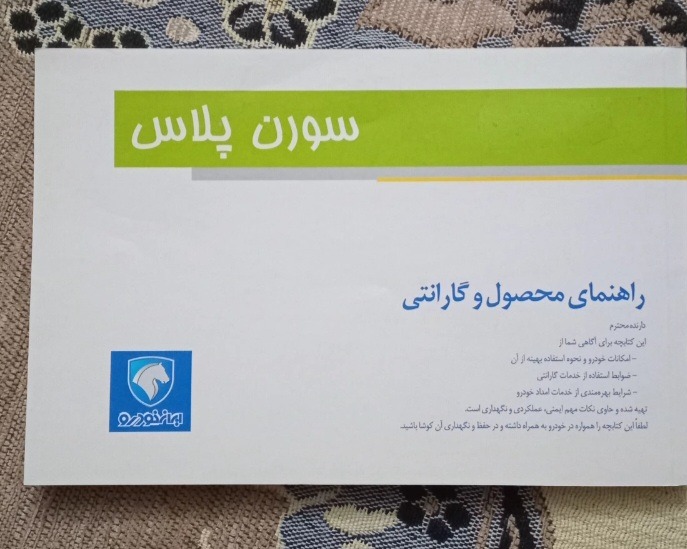 سورن پلاس
راهنمای محصول و گارانتی
دارنده محترم
این کتابچه برای آگاهی شما از
- امکانات خودرو و نحوه استفاده بهینه از آن
- ضوابط استفاده از خدمات گارانتی
- شرایط بهره‌مندی از خدمات امداد خودرو
تهیه شده و حاوی نکات مهم ایمنی، عملکردی و نگهداری است.
لطفاً این کتابچه را همواره در خودرو به همراه داشته و در حفظ و نگهداری آن کوشا باشید.
ایران‌خودرو